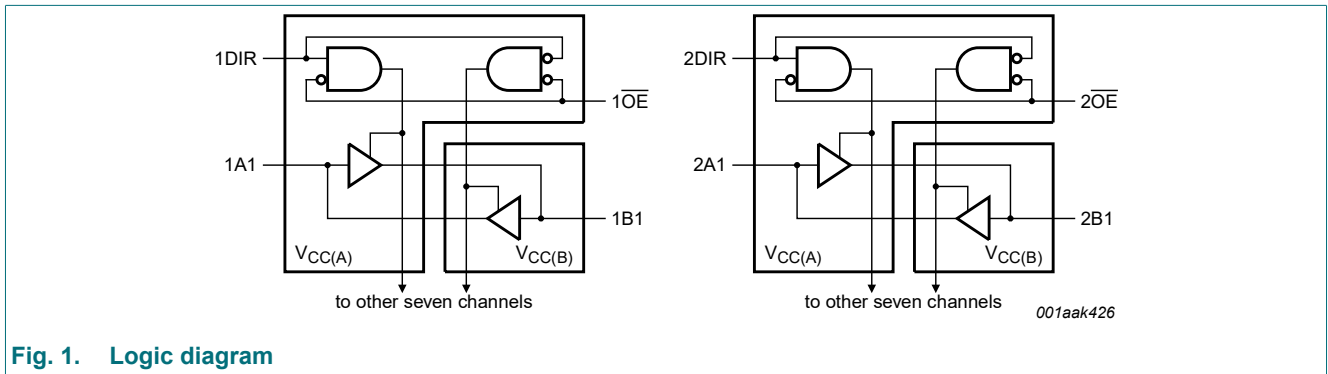 1DIR
1OE
1A1
1B1
VCC(A)
VCC(B)
to other seven channels
2DIR
2OE
2A1
2B1
VCC(A)
VCC(B)
to other seven channels
001aak426
Fig. 1. Logic diagram